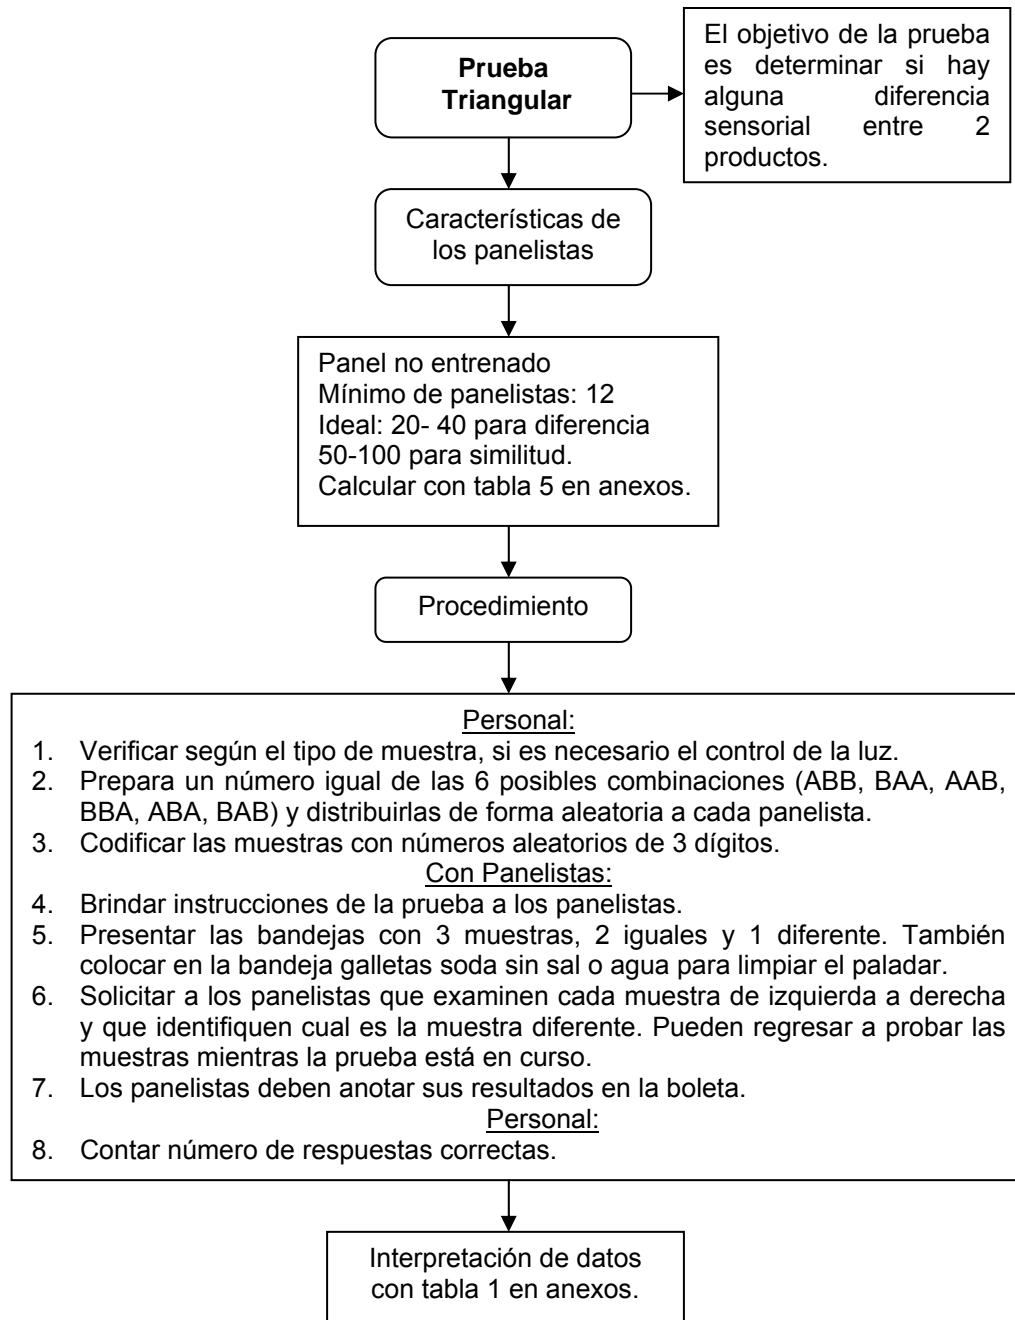 Prueba
Triangular
El objetivo de la prueba
es determinar si hay
alguna diferencia
sensorial entre 2
productos.
Características de
los panelistas
Panel no entrenado
Mínimo de panelistas: 12
Ideal: 20- 40 para diferencia
50-100 para similitud.
Calcular con tabla 5 en anexos.
Procedimiento
Personal:
1. Verificar según el tipo de muestra, si es necesario el control de la luz.
2. Prepara un número igual de las 6 posibles combinaciones (ABB, BAA, AAB,
BBA, ABA, BAB) y distribuirlas de forma aleatoria a cada panelista.
3. Codificar las muestras con números aleatorios de 3 dígitos.
Con Panelistas:
4. Brindar instrucciones de la prueba a los panelistas.
5. Presentar las bandejas con 3 muestras, 2 iguales y 1 diferente. También
colocar en la bandeja galletas soda sin sal o agua para limpiar el paladar.
6. Solicitar a los panelistas que examinen cada muestra de izquierda a derecha
y que identifiquen cual es la muestra diferente. Pueden regresar a probar las
muestras mientras la prueba está en curso.
7. Los panelistas deben anotar sus resultados en la boleta.
Personal:
8. Contar número de respuestas correctas.
Interpretación de datos
con tabla 1 en anexos.